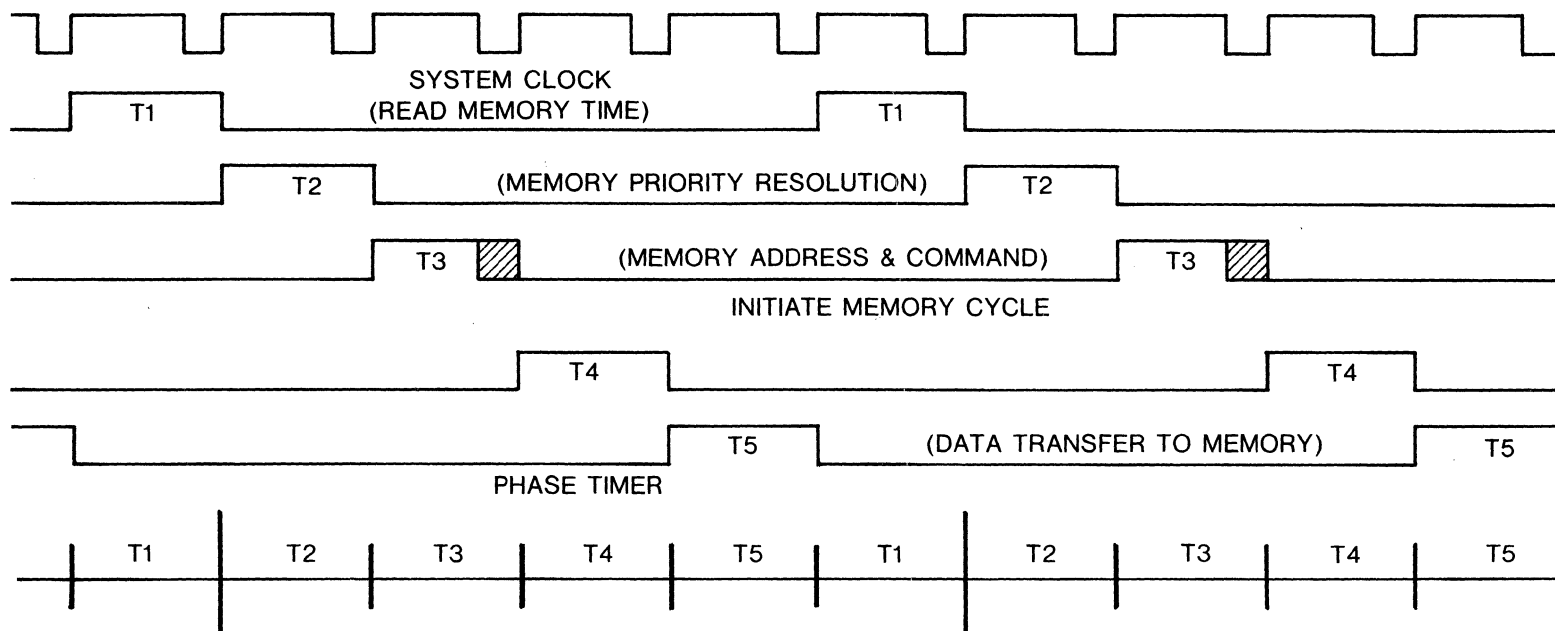 SYSTEM CLOCK
T1 (READ MEMORY TIME) T1
T2 (MEMORY PRIORITY RESOLUTION) T2
T3 (MEMORY ADDRESS & COMMAND) T3
INITIATE MEMORY CYCLE
T4 T4
T5 (DATA TRANSFER TO MEMORY) T5
PHASE TIMER
T1 T2 T3 T4 T5 T1 T2 T3 T4 T5